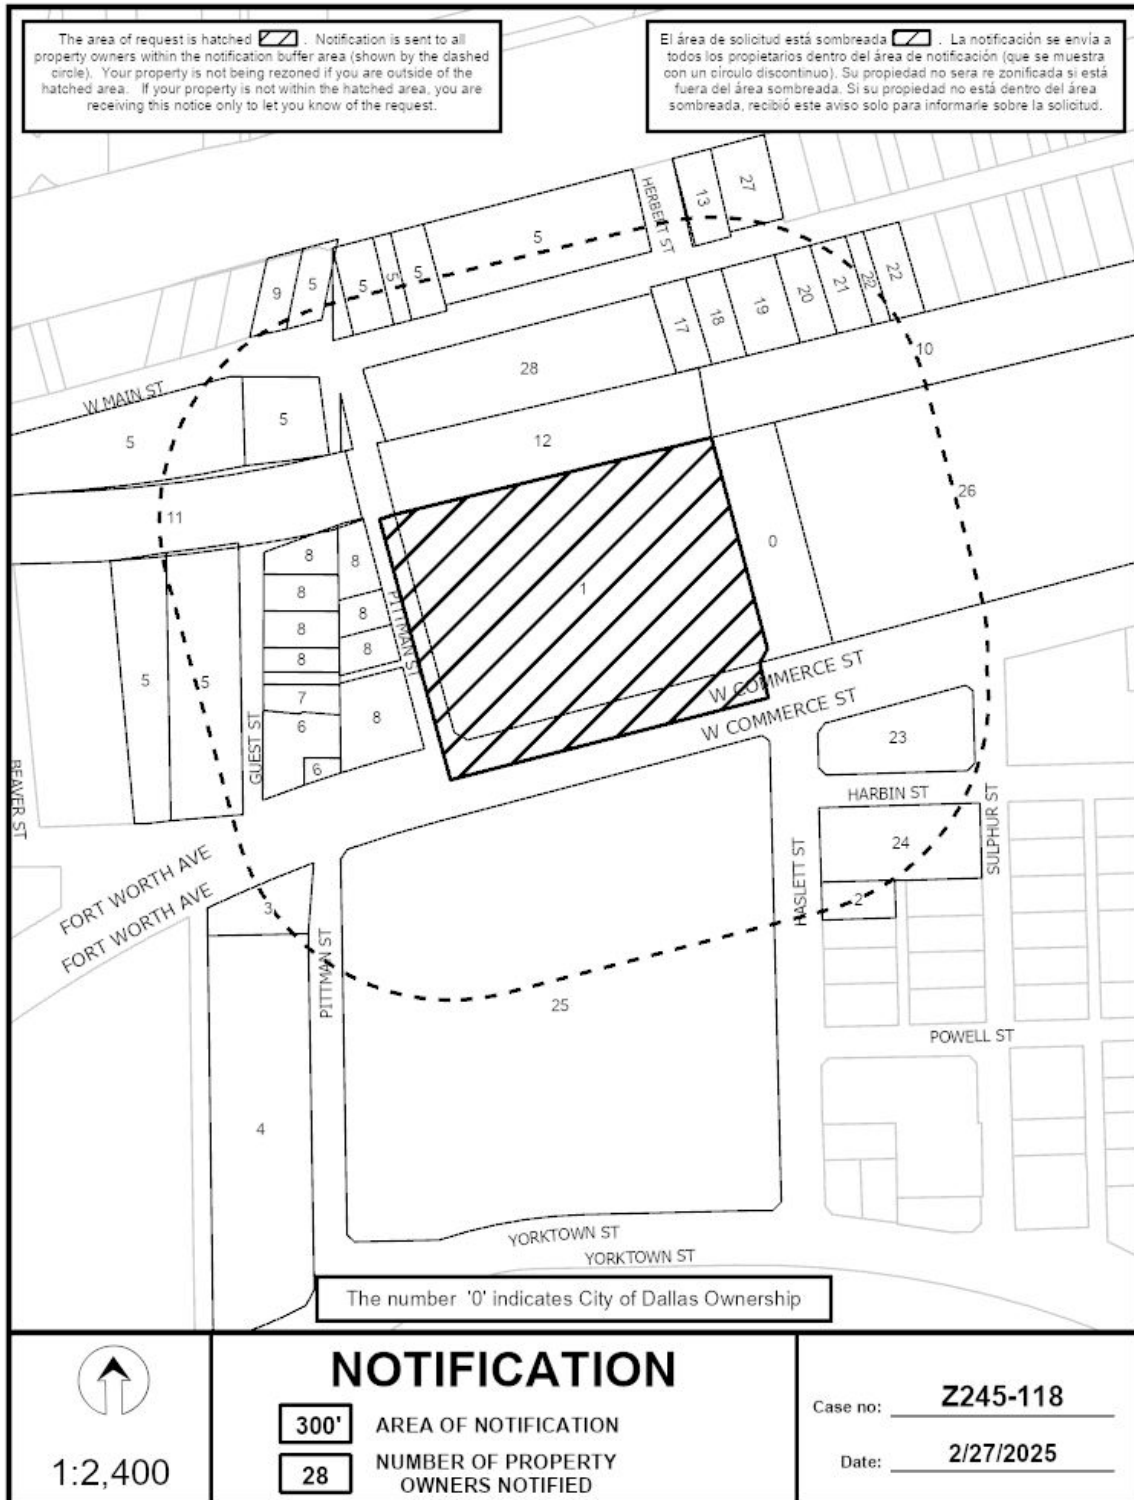 The area of request is hatched . Notification is sent to all
property owners within the notification buffer area (shown by the dashed
circle). Your property is not being rezoned if you are outside of the
hatched area. If your property is not within the hatched area, you are
receiving this notice only to let you know of the request.
El área de solicitud está sombreada . La notificación se envía a
todos los propietarios dentro del área de notificación (que se muestra
con un círculo discontinuo). Su propiedad no sera re zonificada si está
fuera del área sombreada. Si su propiedad no está dentro del área
sombreada, recibió este aviso solo para informarle sobre la solicitud.
HERBERT ST
13
27
5
9
5
5
5
5
17
18
19
20
21
22
22
28
10
W MAIN ST
5
5
12
11
26
0
1
8
8
8
8
8
8
8
7
6
6
8
5
5
PITTMAN ST
GUEST ST
BEAVER ST
W COMMERCE ST
W COMMERCE ST
23
HARBIN ST
24
2
SULPHUR ST
HASLETT ST
FORT WORTH AVE
FORT WORTH AVE
3
PITTMAN ST
25
POWELL ST
4
YORKTOWN ST
YORKTOWN ST
The number '0' indicates City of Dallas Ownership
1:2,400
NOTIFICATION
300' AREA OF NOTIFICATION
28 NUMBER OF PROPERTY
OWNERS NOTIFIED
Case no: Z245-118
Date: 2/27/2025